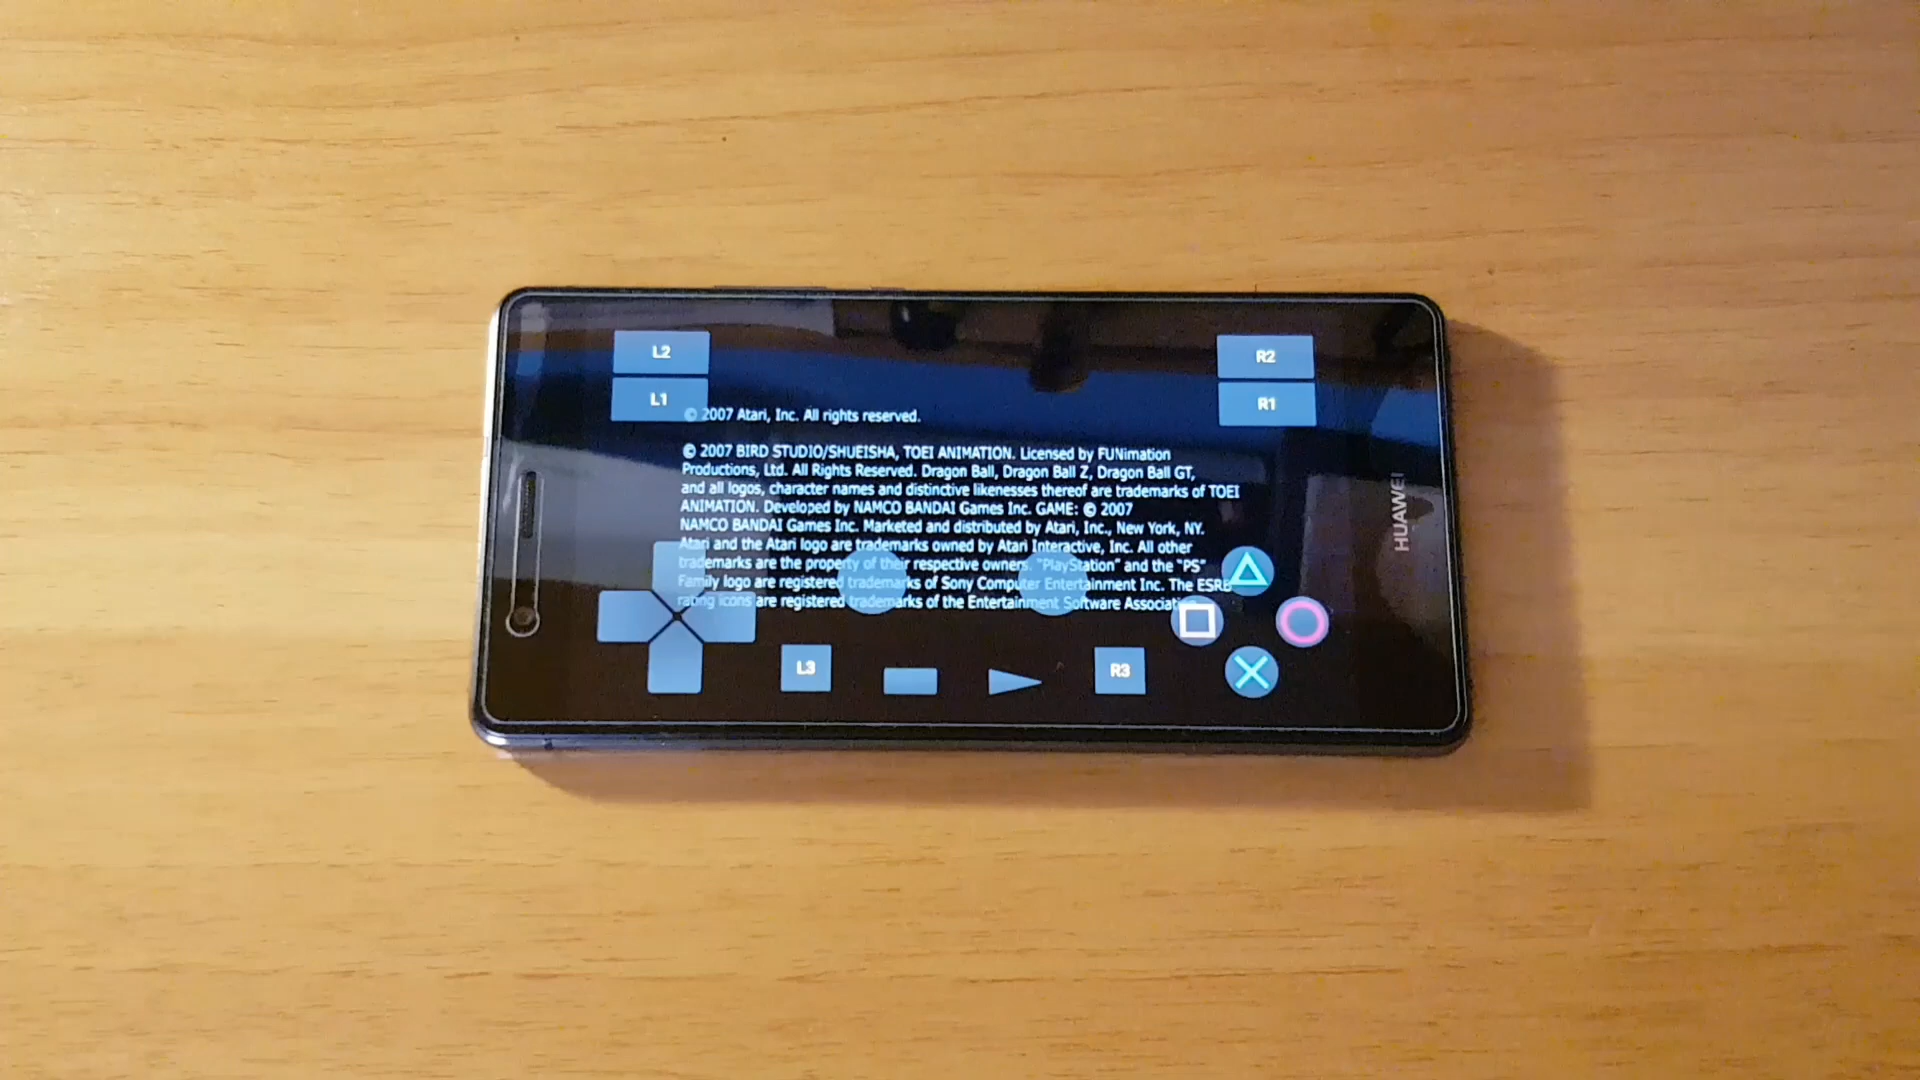 L2
R2
L1
R1
© 2007 Atari, Inc. All rights reserved.
© 2007 BIRD STUDIO/SHUEISHA, TOEI ANIMATION. Licensed by FUNimation
Productions, Ltd. All Rights Reserved. Dragon Ball, Dragon Ball Z, Dragon Ball GT,
and all logos, character names and distinctive likenesses thereof are trademarks of TOEI
ANIMATION. Developed by NAMCO BANDAI Games Inc. GAME: © 2007
NAMCO BANDAI Games Inc. Marketed and distributed by Atari, Inc., New York, NY.
Atari and the Atari logo are trademarks owned by Atari Interactive, Inc. All other
trademarks are the property of their respective owners. "PlayStation" and the "PS"
Family logo are registered trademarks of Sony Computer Entertainment Inc. The ESRB
rating icons are registered trademarks of the Entertainment Software
L3
R3
HUAWEI